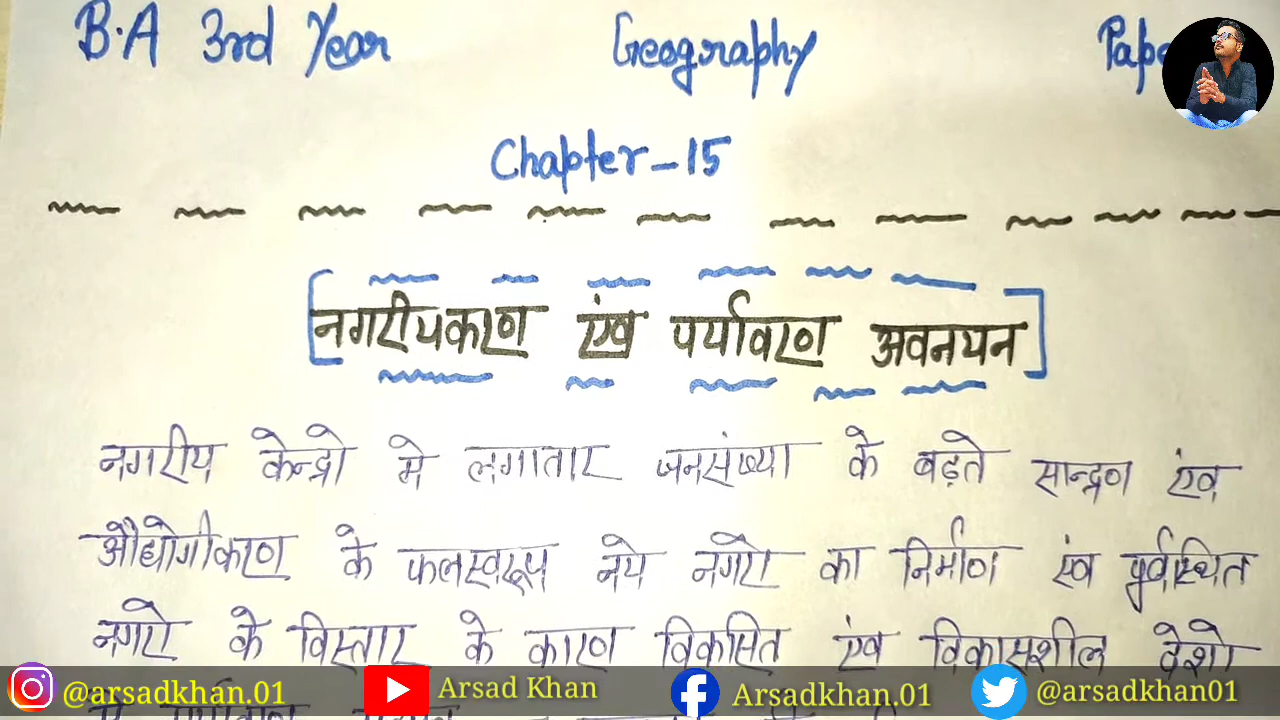 B.A 3rd Year Geography
Chapter-15
[नगरीयकरण एंव पर्यावरण अवनयन]
नगरीय केन्द्रो मे लगातार जनसंख्या के बढ़ते सान्द्रण एंव
औद्योगीकरण के फलस्वरूप नये नगरो का निर्माण एंव पूर्वस्थित
नगरो के विस्तार के कारण विकसित एंव विकासशील देशो
@arsadkhan.01 Arsad Khan Arsadkhan.01 @arsadkhan01